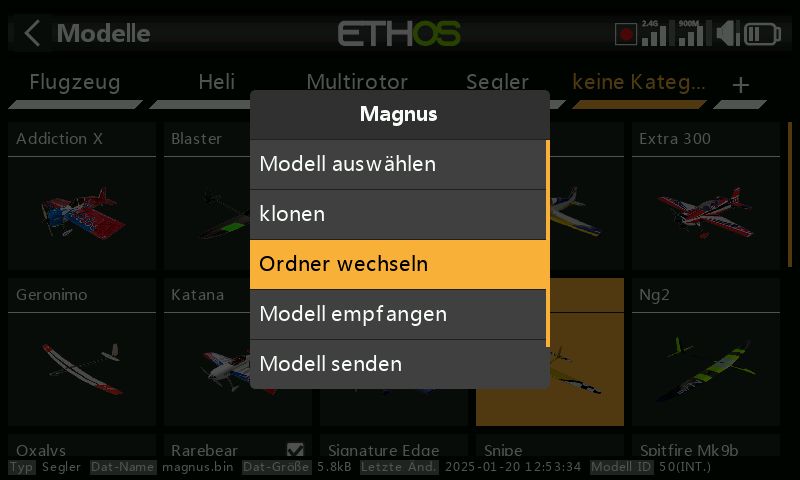 Modelle
ETHOS
2.4G
900M
Flugzeug
Heli
Multirotor
Segler
keine Kateg...
+
Magnus
Modell auswählen
klonen
Ordner wechseln
Modell empfangen
Modell senden
Addiction X
Blaster
Extra 300
Geronimo
Katana
Ng2
Oxalys
Rarebear
Signature Edge
Snipe
Spitfire Mk9b
Typ Segler Dat-Name magnus.bin Dat-Größe 5.8kB Letzte Änd. 2025-01-20 12:53:34 Modell ID 50(INT.)